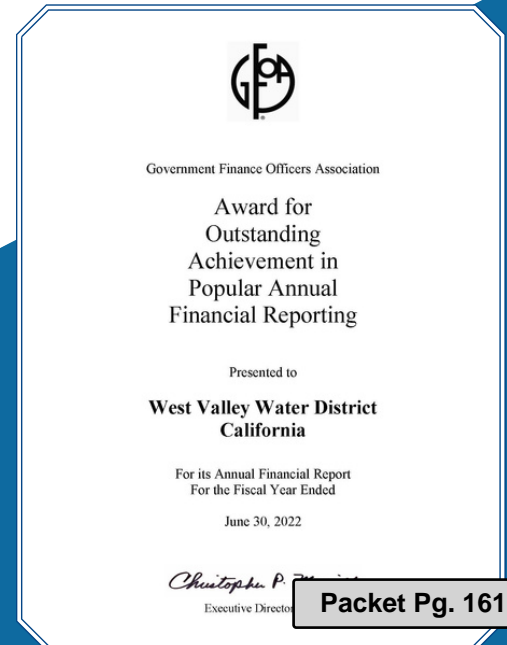 GFOA
Government Finance Officers Association
Award for
Outstanding
Achievement in
Popular Annual
Financial Reporting
Presented to
West Valley Water District
California
For its Annual Financial Report
For the Fiscal Year Ended
June 30, 2022
Christopher P.
Executive Director
Packet Pg. 161